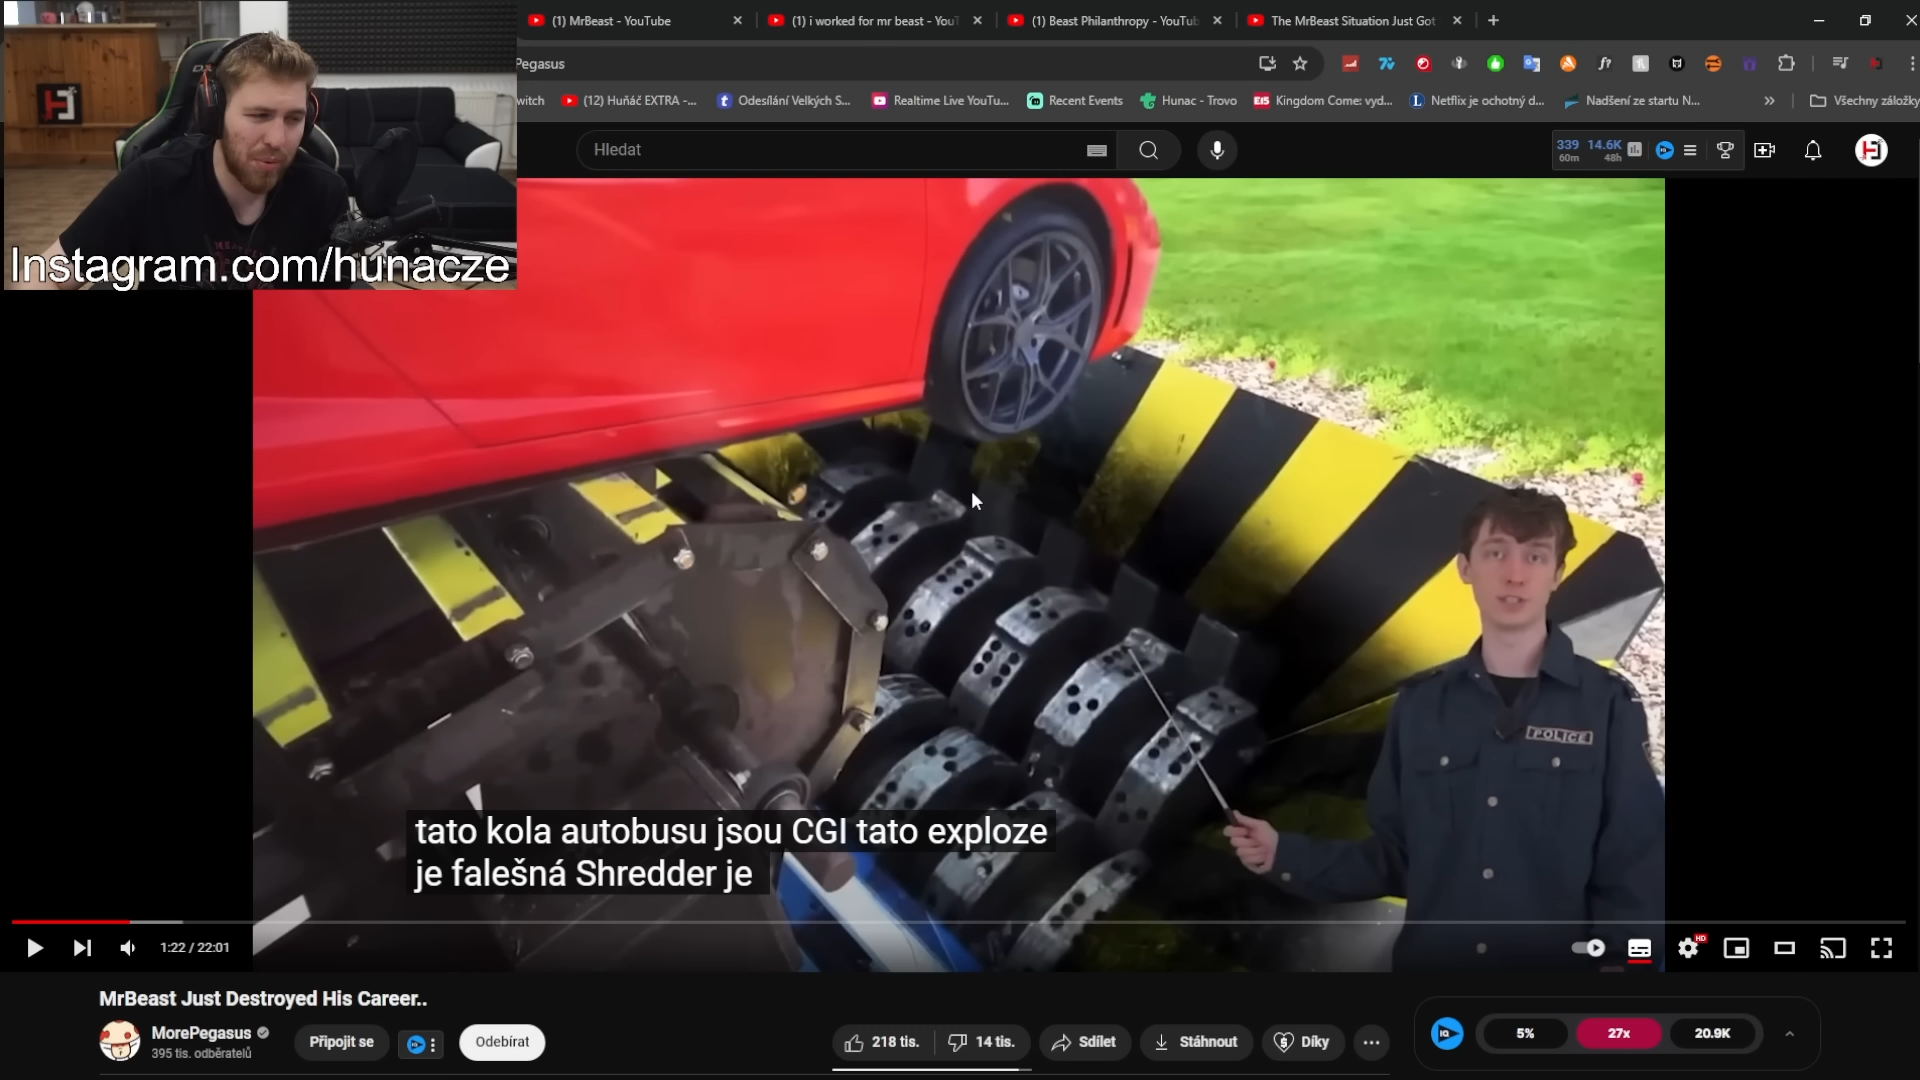 (1) MrBeast - YouTube
(1) i worked for mr beast - YouT
(1) Beast Philanthropy - YouTub
The MrBeast Situation Just Got
Pegasus
witch
(12) Huňáč EXTRA -...
Odesílání Velkých S...
Realtime Live YouTu...
Recent Events
Hunac - Trovo
Kingdom Come: vyd...
Netflix je ochotný d...
Nadšení ze startu N...
Všechny záložky
Hledat
339 14.6K
60m 48h
Instagram.com/hunacze
POLICE
tato kola autobusu jsou CGI tato exploze
je falešná Shredder je
1:22 / 22:01
HD
MrBeast Just Destroyed His Career..
MorePegasus
395 tis. odběratelů
Připojit se
Odebírat
218 tis.
14 tis.
Sdílet
Stáhnout
Díky
5%
27x
20.9K